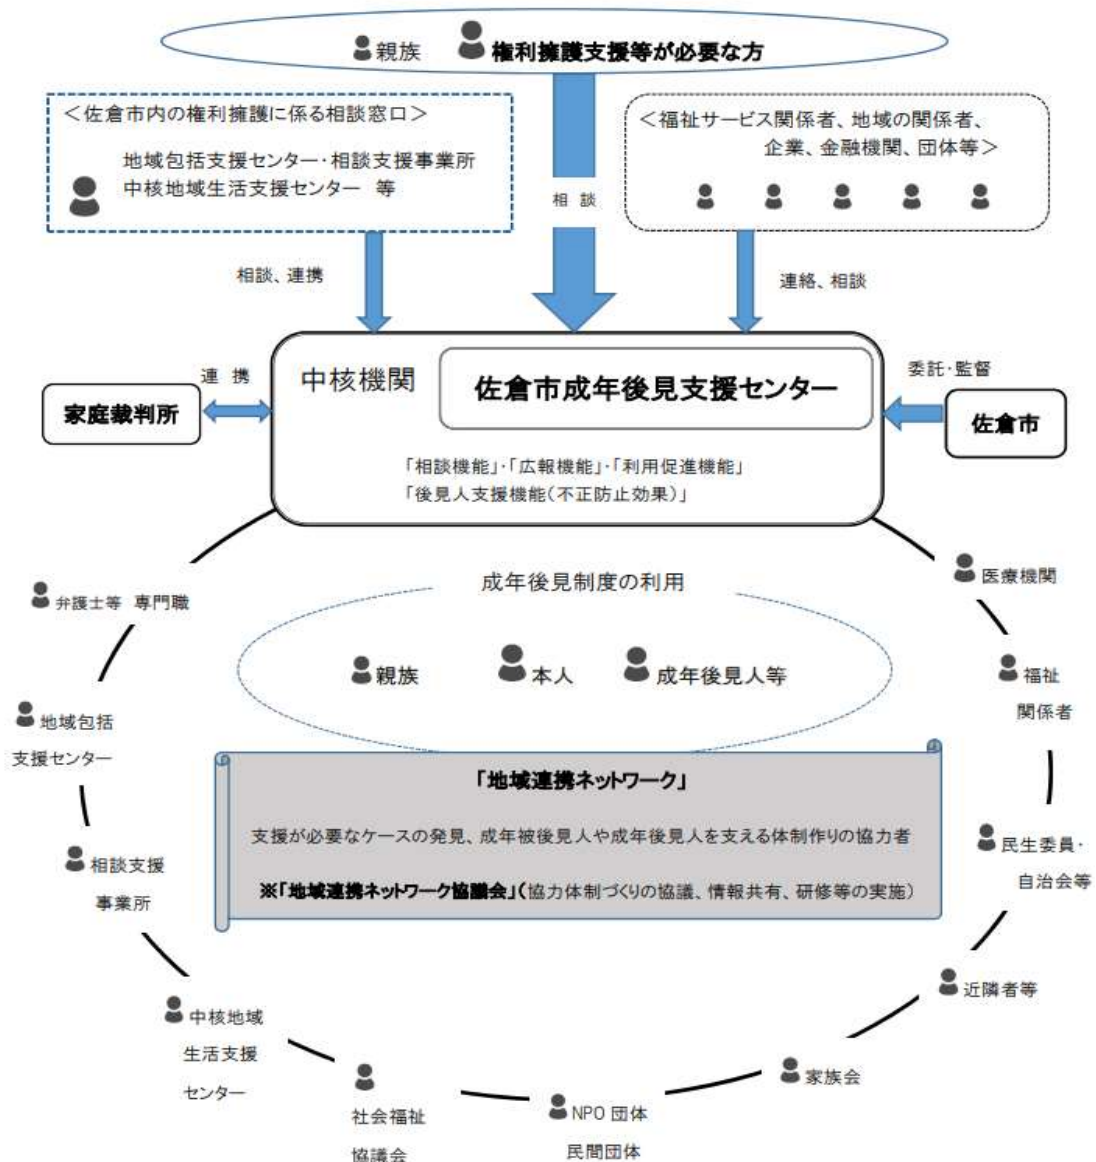 親族 権利擁護支援等が必要な方
＜佐倉市内の権利擁護に係る相談窓口＞
地域包括支援センター・相談支援事業所
中核地域生活支援センター 等
＜福祉サービス関係者、地域の関係者、
企業、金融機関、団体等＞
相 談
相談、連携
連絡、相談
中核機関
佐倉市成年後見支援センター
「相談機能」・「広報機能」・「利用促進機能」
「後見人支援機能（不正防止効果）」
連 携
家庭裁判所
委託・監督
佐倉市
成年後見制度の利用
親族 本人 成年後見人等
「地域連携ネットワーク」
支援が必要なケースの発見、成年被後見人や成年後見人を支える体制作りの協力者
※「地域連携ネットワーク協議会」（協力体制づくりの協議、情報共有、研修等の実施）
弁護士等 専門職
地域包括
支援センター
相談支援
事業所
中核地域
生活支援
センター
社会福祉
協議会
NPO 団体
民間団体
家族会
近隣者等
民生委員・
自治会等
福祉
関係者
医療機関